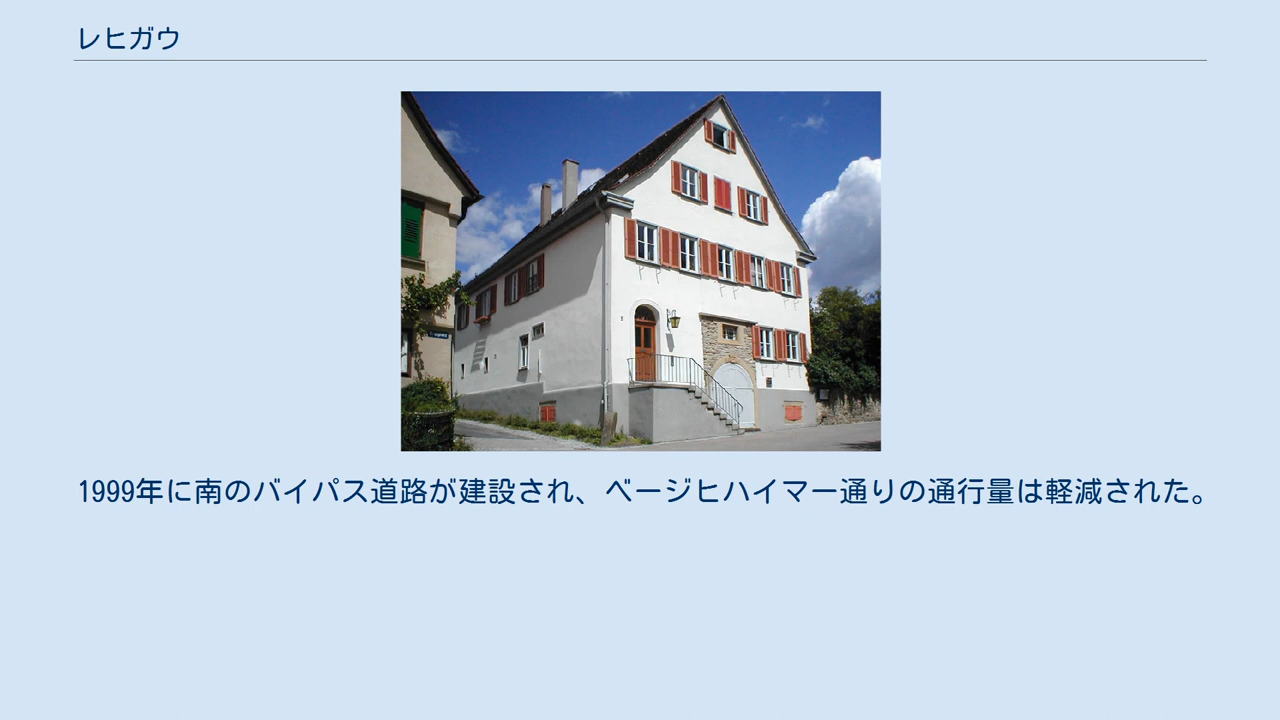 レヒガウ
1999年に南のバイパス道路が建設され、ベージヒハイマー通りの通行量は軽減された。